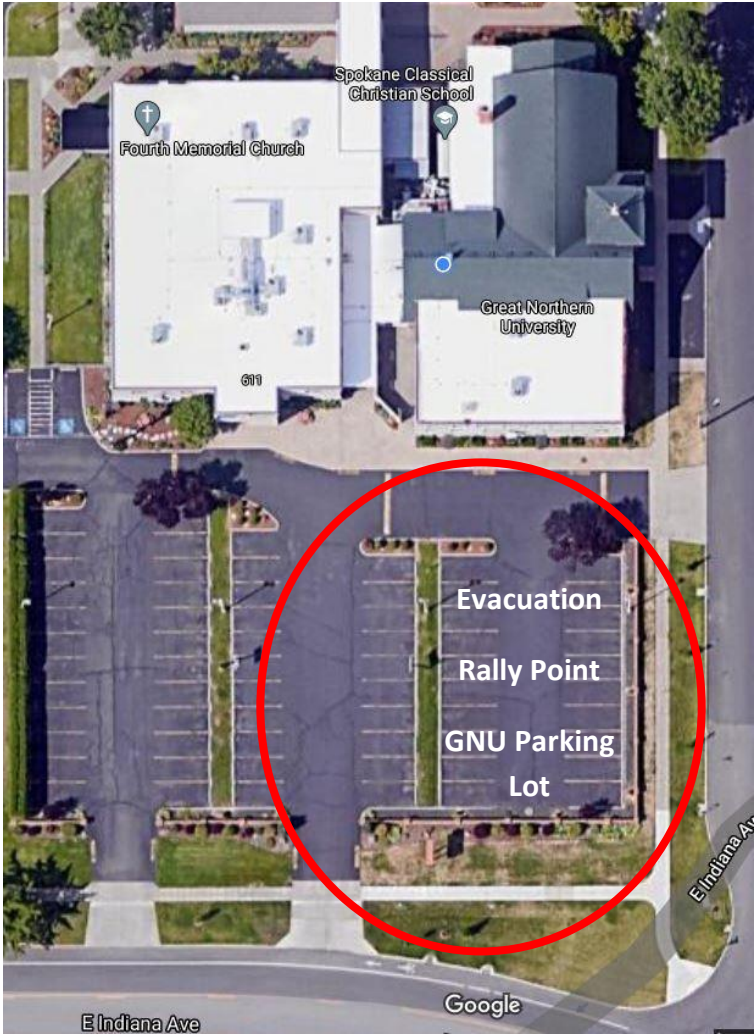 Spokane Classical
Christian School
Fourth Memorial Church
Great Northern
University
611
Evacuation
Rally Point
GNU Parking
Lot
E Indiana Av
Google
E Indiana Ave